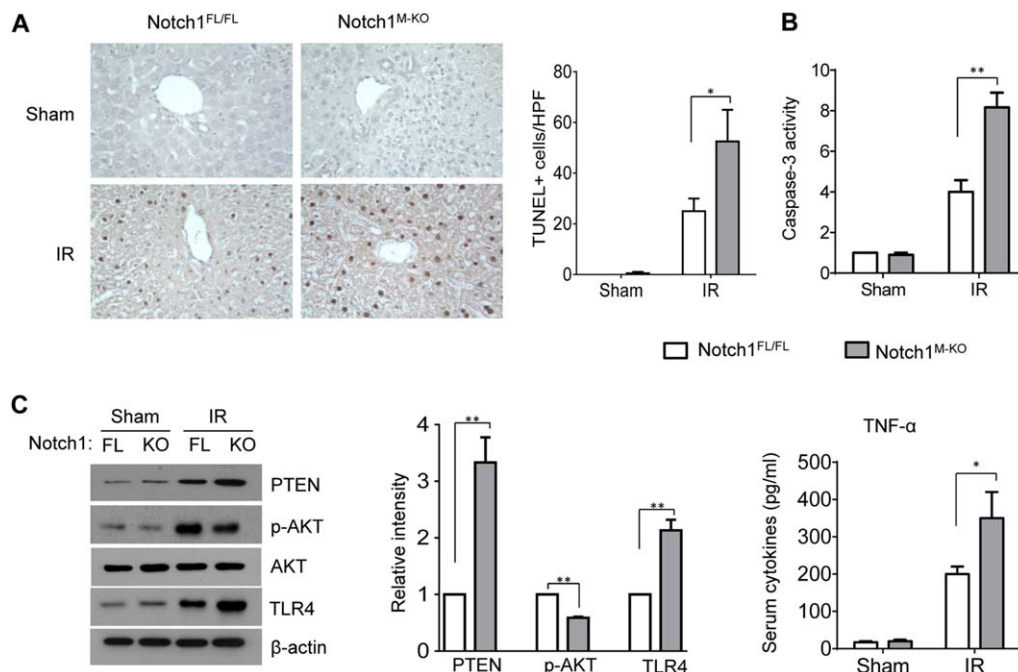 A
Notch1FL/FL
Notch1M-KO
Sham
IR
TUNEL+ cells/HPF
80
60
40
20
0
Sham
IR
*
B
Caspase-3 activity
10
8
6
4
2
0
Sham
IR
**
Notch1FL/FL
Notch1M-KO
C
Sham
IR
Notch1:
FL
KO
FL
KO
PTEN
p-AKT
AKT
TLR4
β-actin
Relative intensity
4
3
2
1
0
**
**
**
PTEN
p-AKT
TLR4
TNF-α
Serum cytokines (pg/ml)
500
400
300
200
100
0
*
Sham
IR